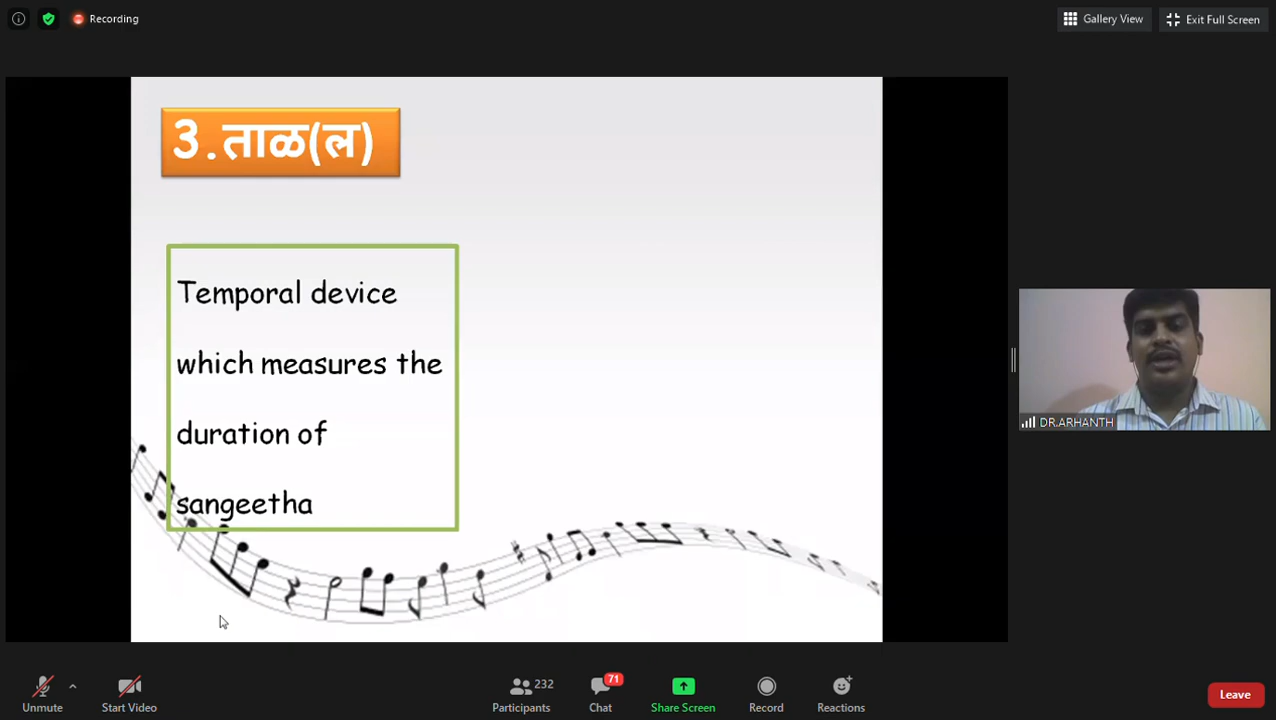 Recording
Gallery View
Exit Full Screen
3.ताळ(ल)
Temporal device
which measures the
duration of
sangeetha
DR.ARHANTH
Unmute
Start Video
232
Participants
71
Chat
Share Screen
Record
Reactions
Leave